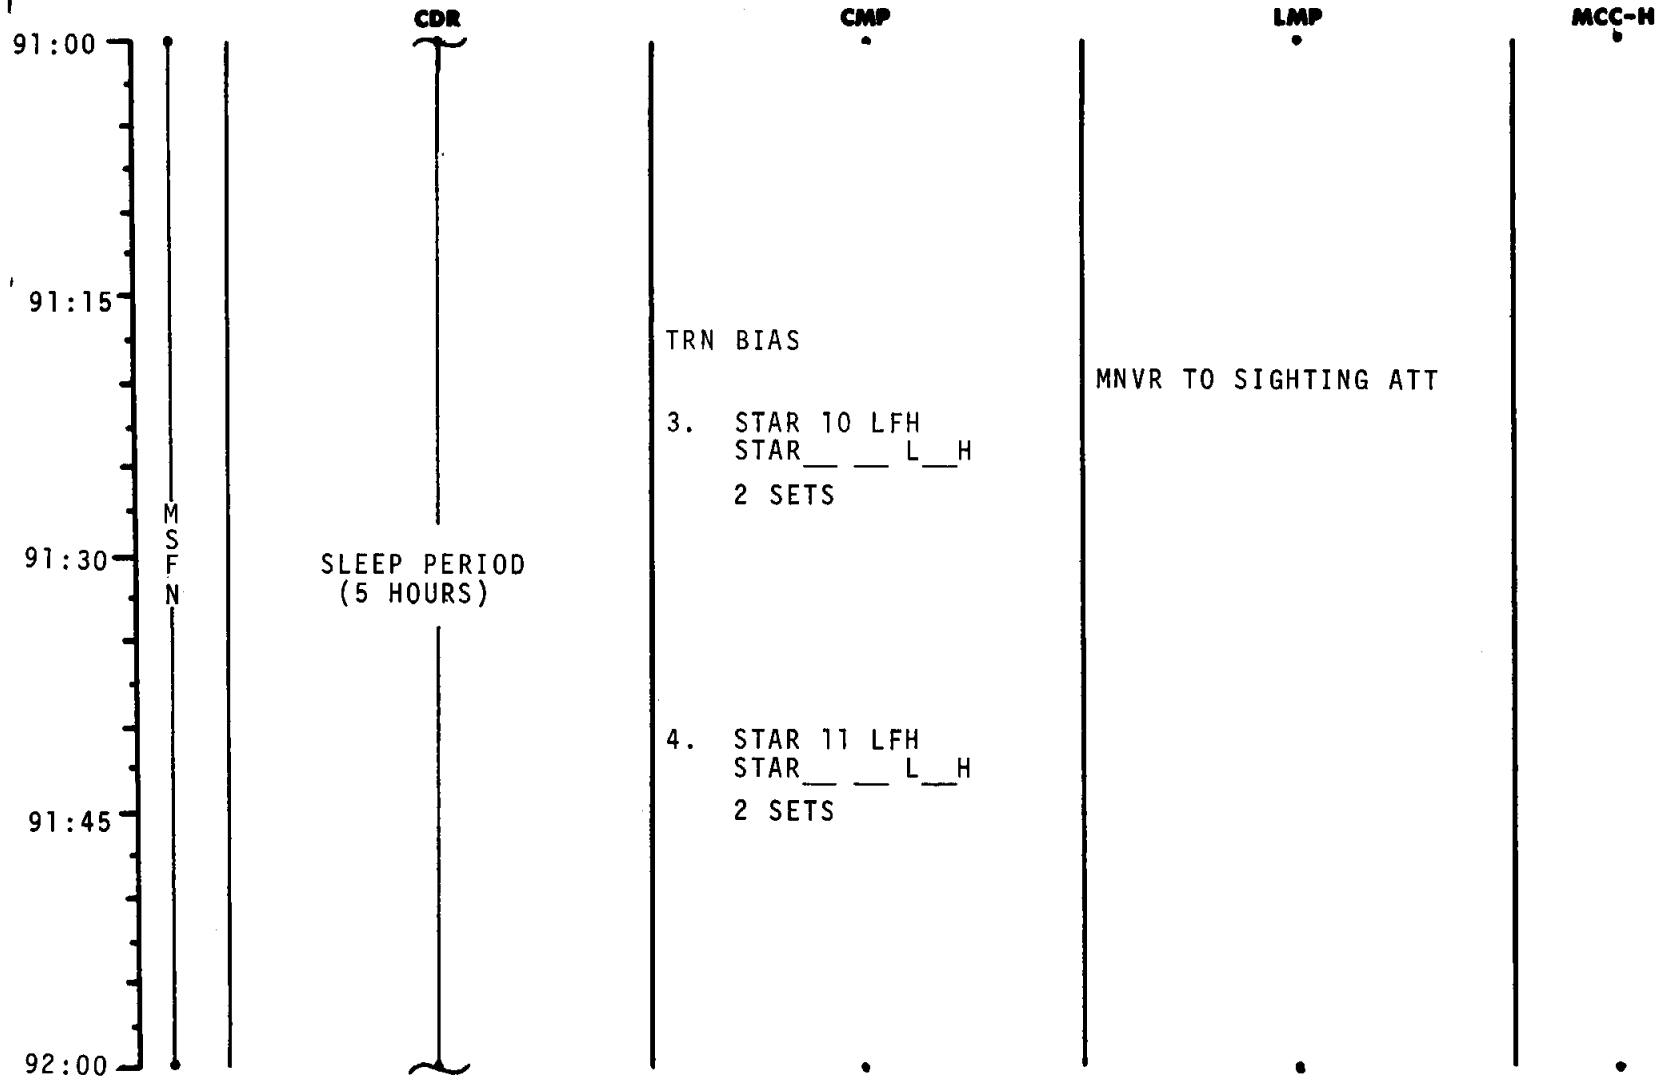 CDR CMP LMP MCC-H
91:00
91:15
TRN BIAS
MNVR TO SIGHTING ATT
3. STAR 10 LFH
STAR__ __ L__H
2 SETS
MSFN
91:30
SLEEP PERIOD
(5 HOURS)
4. STAR 11 LFH
STAR__ __ L__H
2 SETS
91:45
92:00